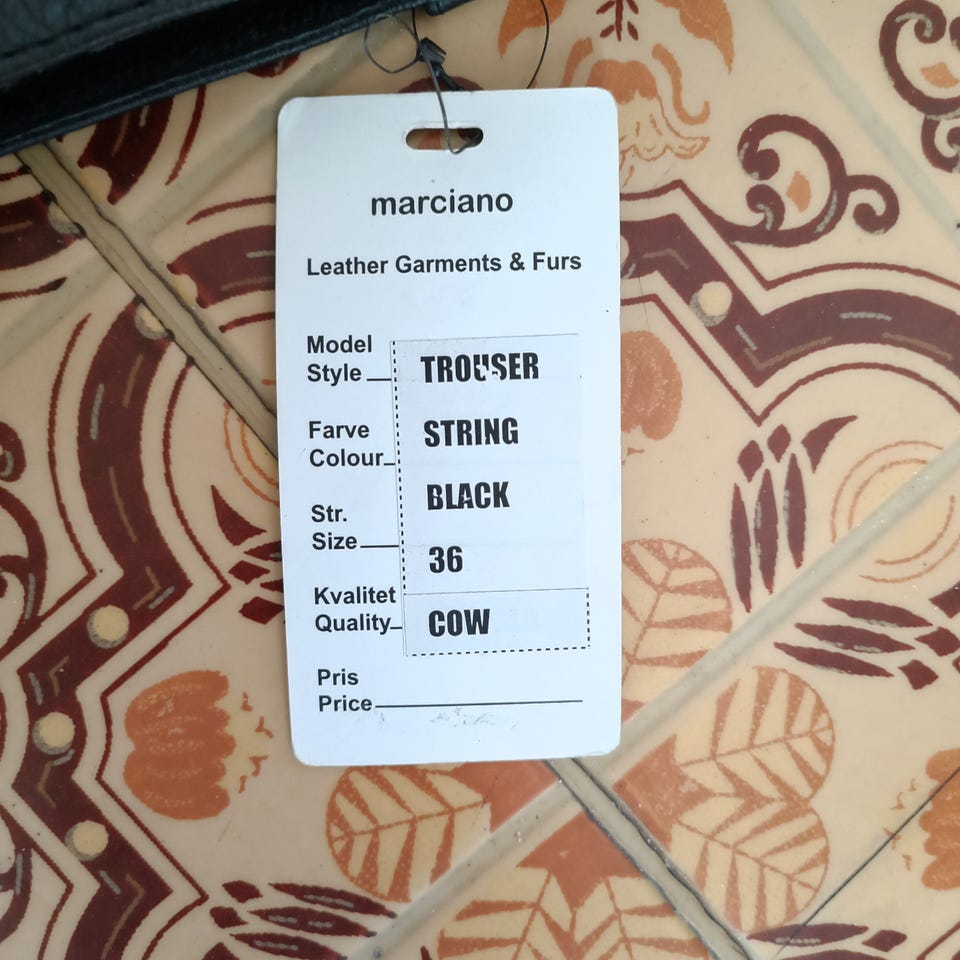 marciano
Leather Garments & Furs
Model
Style
TROUSER
STRING
Farve
Colour
BLACK
Str.
Size
36
Kvalitet
Quality
COW
Pris
Price